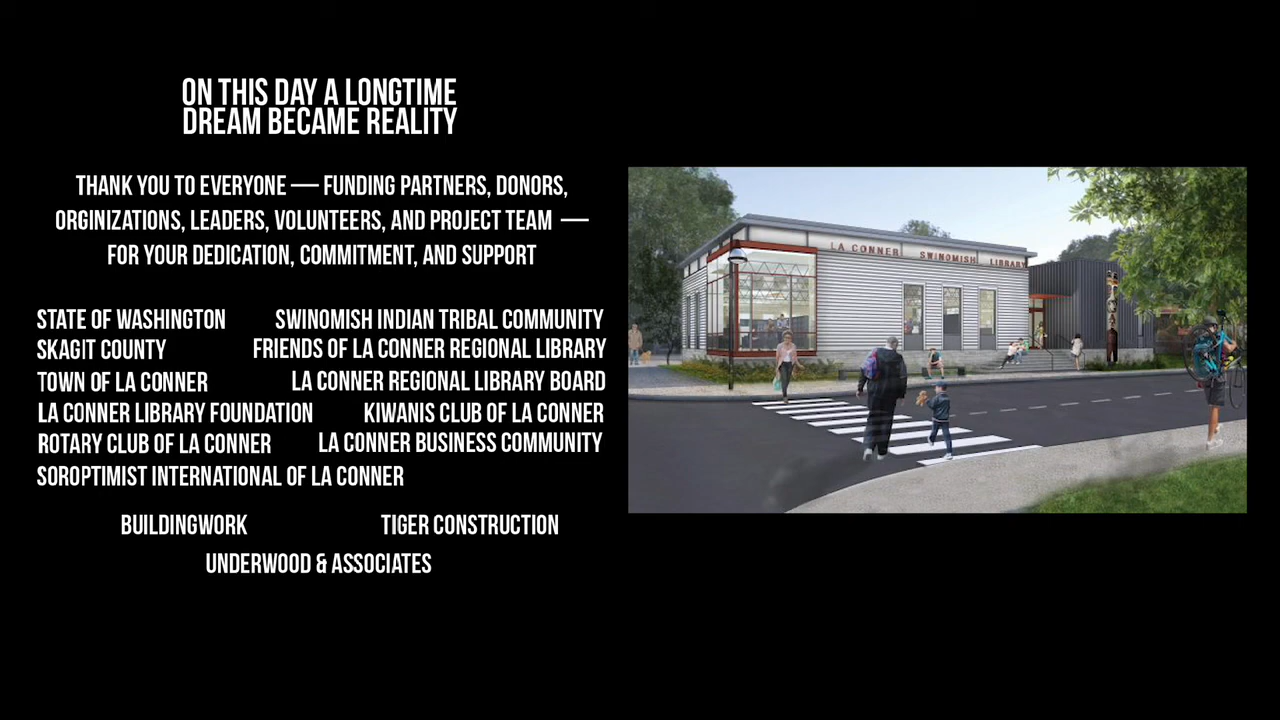 ON THIS DAY A LONGTIME
DREAM BECAME REALITY
THANK YOU TO EVERYONE — FUNDING PARTNERS, DONORS,
ORGINIZATIONS, LEADERS, VOLUNTEERS, AND PROJECT TEAM —
FOR YOUR DEDICATION, COMMITMENT, AND SUPPORT
STATE OF WASHINGTON
SWINOMISH INDIAN TRIBAL COMMUNITY
SKAGIT COUNTY
FRIENDS OF LA CONNER REGIONAL LIBRARY
TOWN OF LA CONNER
LA CONNER REGIONAL LIBRARY BOARD
LA CONNER LIBRARY FOUNDATION
KIWANIS CLUB OF LA CONNER
ROTARY CLUB OF LA CONNER
LA CONNER BUSINESS COMMUNITY
SOROPTIMIST INTERNATIONAL OF LA CONNER
BUILDINGWORK
TIGER CONSTRUCTION
UNDERWOOD & ASSOCIATES
LA CONNER SWINOMISH LIBRARY